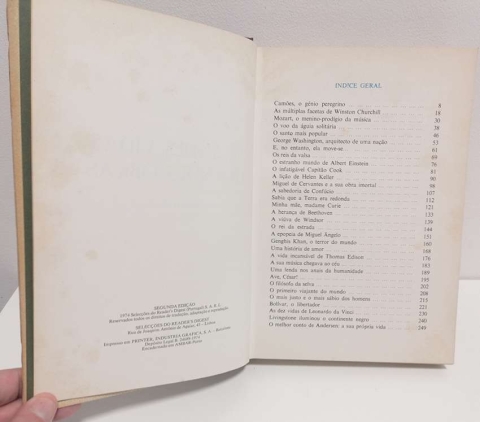 SEGUNDA EDIÇÃO
SELECÇÕES DO READER'S DIGEST
ÍNDICE GERAL
Camões, o génio peregrino 8
As múltiplas facetas de Winston Churchill 18
Mozart, o menino-prodígio da música 30
O voo da águia solitária 38
O santo mais popular 46
George Washington, arquitecto de uma nação 53
E, no entanto, ela move-se 61
Os reis da valsa 69
O estranho mundo de Albert Einstein 76
O infatigável Capitão Cook 81
A lição de Helen Keller 90
Miguel de Cervantes e a sua obra imortal 98
A sabedoria de Confúcio 107
Sabia que a Terra era redonda 112
Minha mãe, madame Curie 121
A herança de Beethoven 133
A viúva de Windsor 139
O rei da estrada 144
A epopeia de Miguel Ângelo 151
Genghis Khan, o terror do mundo 160
Uma história de amor 168
A vida incansável de Thomas Edison 176
A sua música chegava ao céu 183
Uma lenda nos anais da humanidade 189
Ave, César! 195
O filósofo da selva 202
O primeiro viajante do mundo 208
O mais justo e o mais sábio dos homens 215
Bolívar, o libertador 221
As dez vidas de Leonardo da Vinci 230
Livingstone iluminou o continente negro 240
O melhor conto de Andersen: a sua própria vida 249